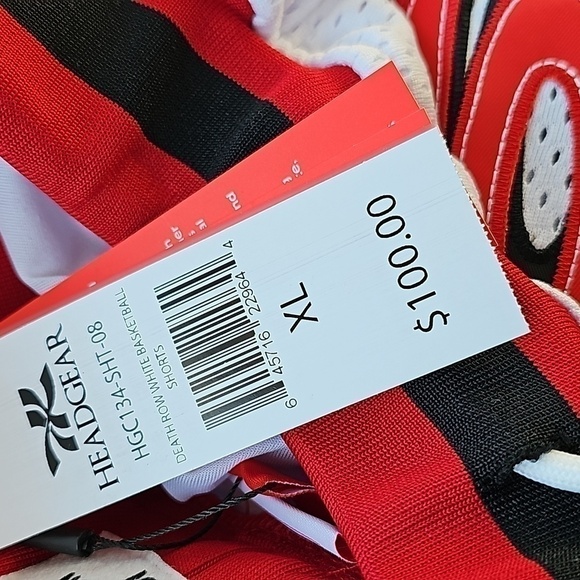 HEADGEAR
HGC134-SHT-08
DEATH ROW WHITE BASKETBALL
SHORTS
6 45716 22964 4
XL
$100.00